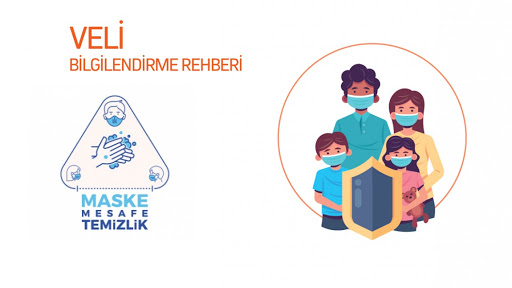 VELİ
BİLGİLENDİRME REHBERİ
MASKE
MESAFE
TEMİZLİK